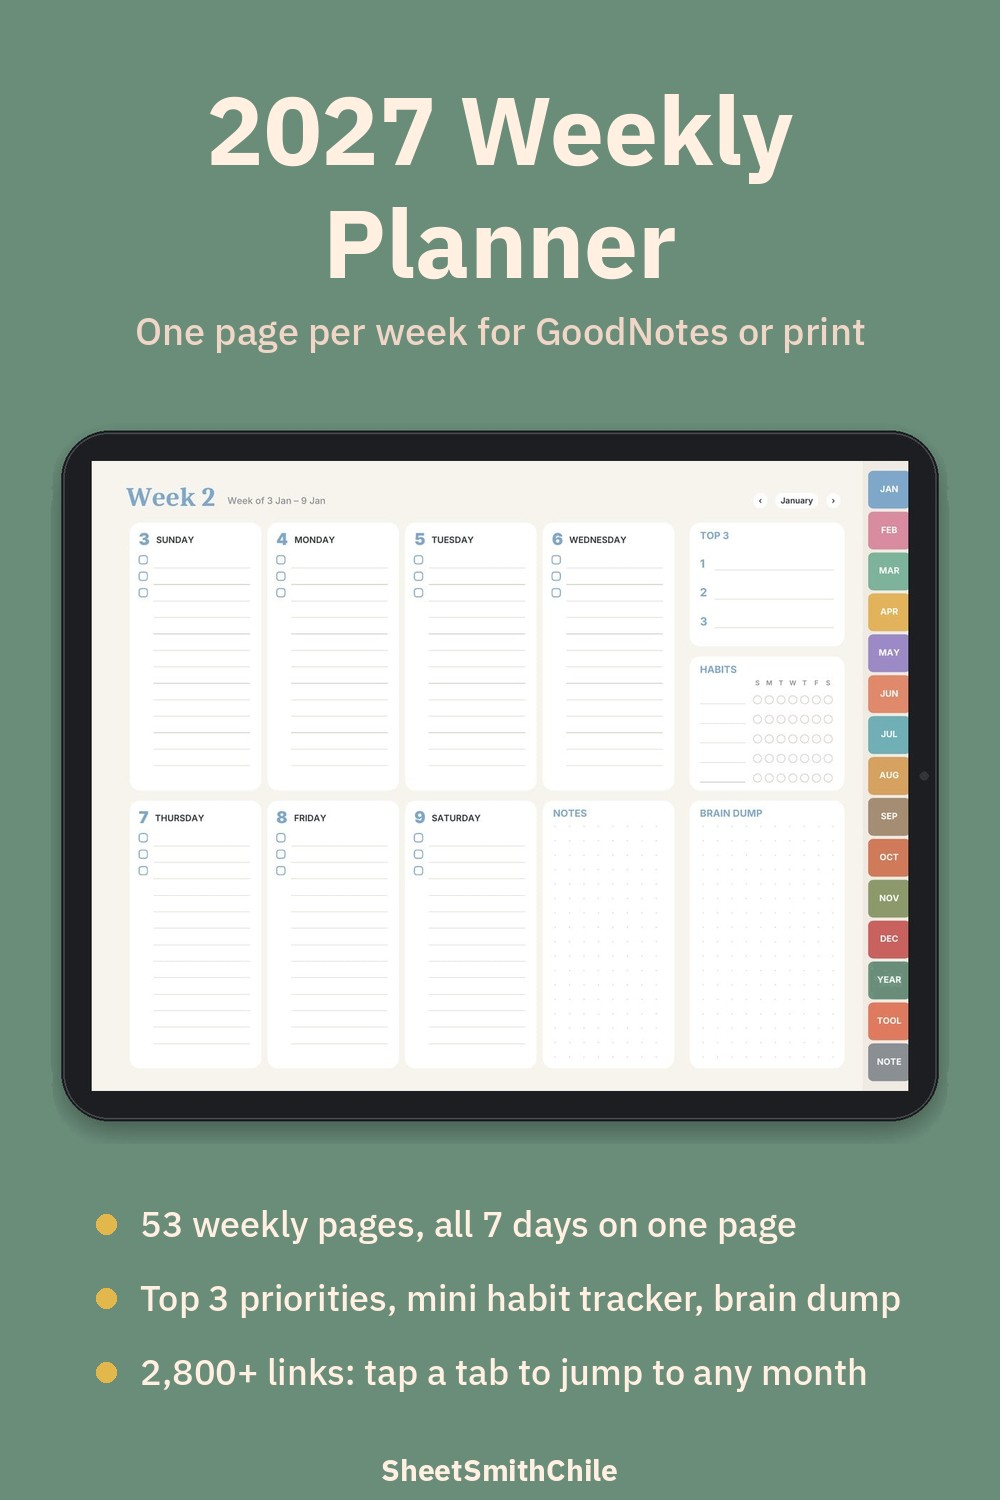 2027 Weekly
Planner
One page per week for GoodNotes or print
Week 2 Week of 3 Jan – 9 Jan
‹ January ›
3 SUNDAY
4 MONDAY
5 TUESDAY
6 WEDNESDAY
TOP 3
1
2
3
HABITS
S M T W T F S
7 THURSDAY
8 FRIDAY
9 SATURDAY
NOTES
BRAIN DUMP
JAN
FEB
MAR
APR
MAY
JUN
JUL
AUG
SEP
OCT
NOV
DEC
YEAR
TOOL
NOTE
53 weekly pages, all 7 days on one page
Top 3 priorities, mini habit tracker, brain dump
2,800+ links: tap a tab to jump to any month
SheetSmithChile